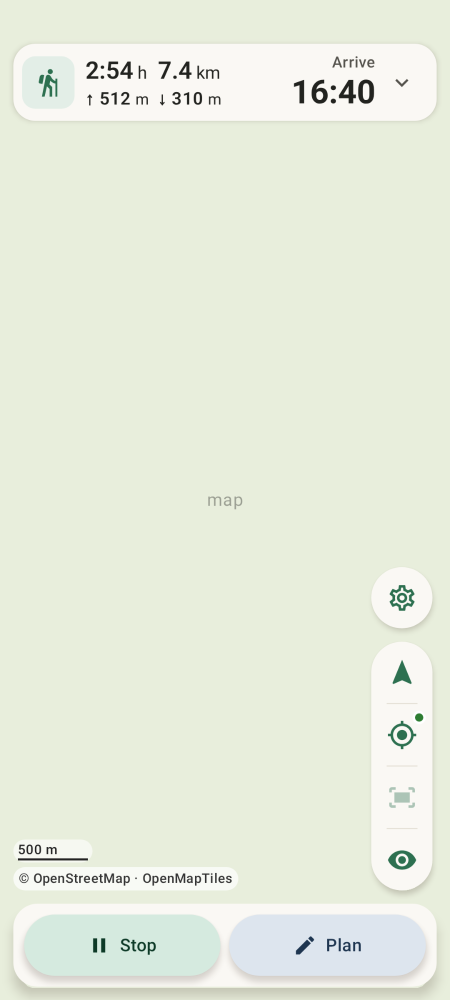 2:54 h 7.4 km
↑ 512 m ↓ 310 m
Arrive
16:40
map
500 m
© OpenStreetMap · OpenMapTiles
Stop
Plan